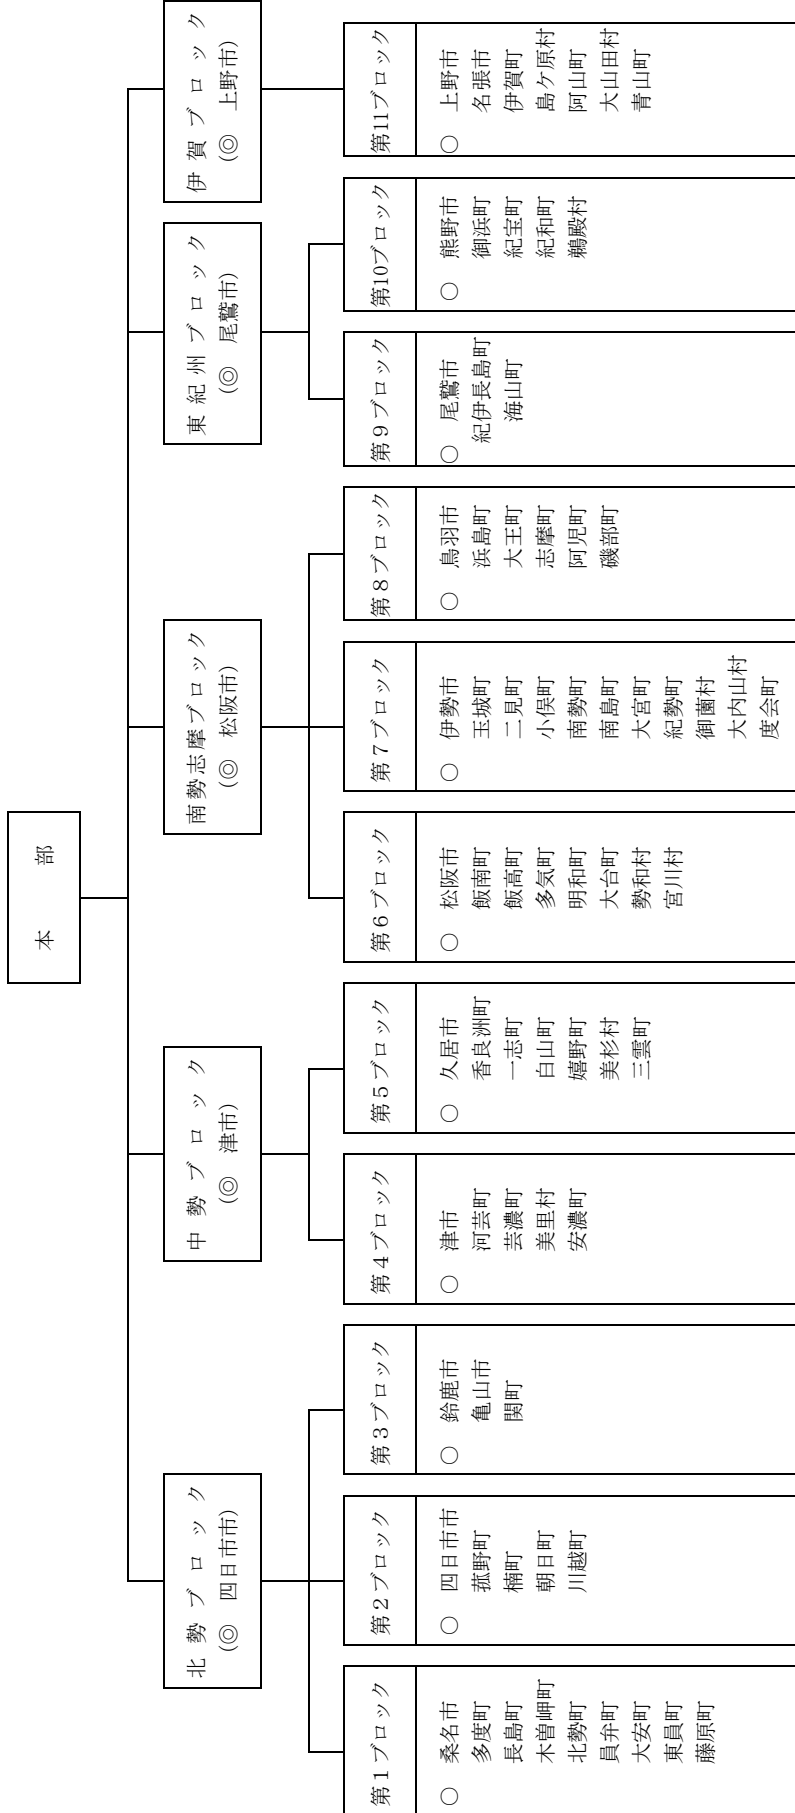 本　　部
北勢ブロック
(◎ 四日市市)
中勢ブロック
(◎ 津市)
南勢志摩ブロック
(◎ 松阪市)
東紀州ブロック
(◎ 尾鷲市)
伊賀ブロック
(◎ 上野市)
第1ブロック
○ 桑名市
多度町
長島町
木曽岬町
北勢町
員弁町
大安町
東員町
藤原町
第2ブロック
○ 四日市市
菰野町
楠町
朝日町
川越町
第3ブロック
○ 鈴鹿市
亀山市
関町
第4ブロック
○ 津市
河芸町
芸濃町
美里村
安濃町
第5ブロック
○ 久居市
香良洲町
一志町
白山町
嬉野町
美杉村
三雲町
第6ブロック
○ 松阪市
飯南町
飯高町
多気町
明和町
大台町
勢和村
宮川村
第7ブロック
○ 伊勢市
玉城町
二見町
小俣町
南勢町
南島町
大宮町
紀勢町
御薗村
大内山村
度会町
第8ブロック
○ 鳥羽市
浜島町
大王町
志摩町
阿児町
磯部町
第9ブロック
○ 尾鷲市
紀伊長島町
海山町
第10ブロック
○ 熊野市
御浜町
紀宝町
紀和町
鵜殿村
第11ブロック
○ 上野市
名張市
伊賀町
島ケ原村
阿山町
大山田村
青山町